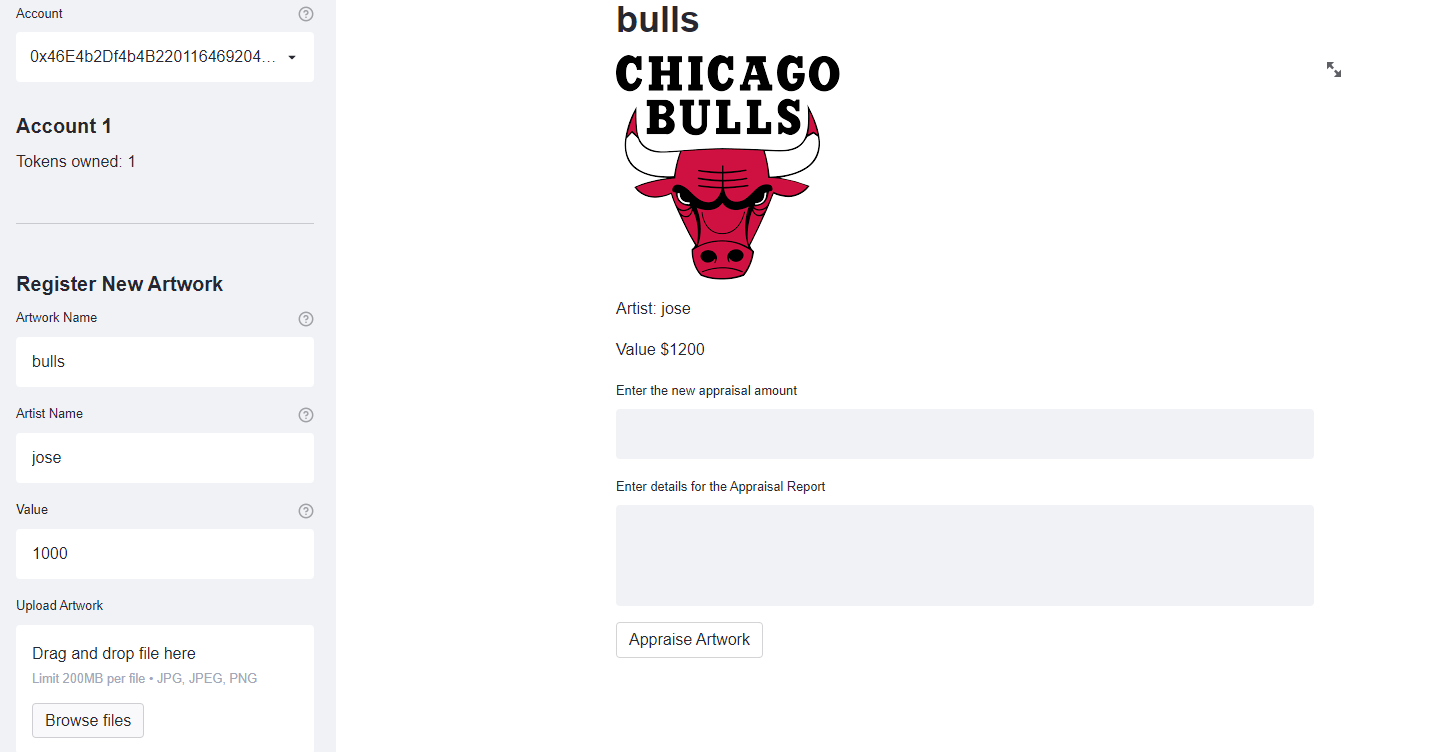 Account
0x46E4b2Df4b4B220116469204...
Account 1
Tokens owned: 1
Register New Artwork
Artwork Name
bulls
Artist Name
jose
Value
1000
Upload Artwork
Drag and drop file here
Limit 200MB per file • JPG, JPEG, PNG
Browse files
bulls
CHICAGO
BULLS
Artist: jose
Value $1200
Enter the new appraisal amount
Enter details for the Appraisal Report
Appraise Artwork